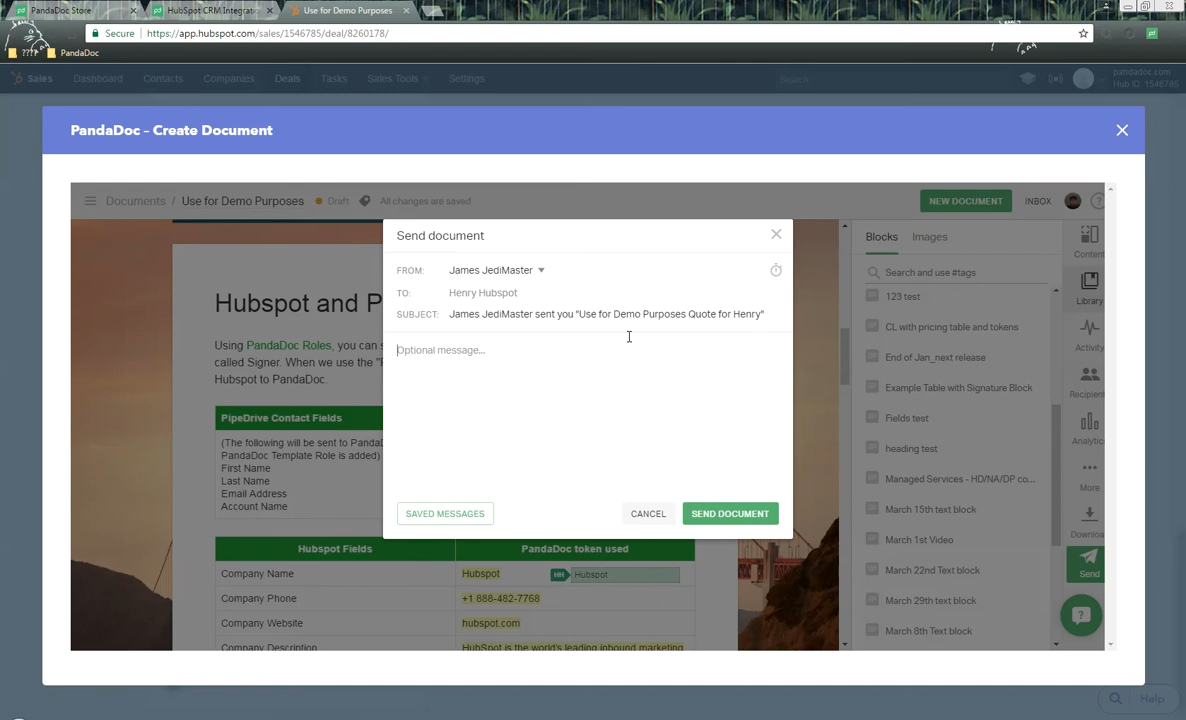 PandaDoc Store
HubSpot CRM Integrati
Use for Demo Purposes
Secure
https://app.hubspot.com/sales/1546785/deal/8260178/
????
PandaDoc
Sales
Dashboard
Contacts
Companies
Deals
Tasks
Sales Tools
Settings
Search
pandadoc.com
Hub ID: 1546785
PandaDoc - Create Document
Documents / Use for Demo Purposes
Draft
All changes are saved
NEW DOCUMENT
INBOX
?
Send document
FROM: James JediMaster
TO: Henry Hubspot
SUBJECT: James JediMaster sent you "Use for Demo Purposes Quote for Henry"
Optional message...
SAVED MESSAGES
CANCEL
SEND DOCUMENT
Hubspot and P
Using PandaDoc Roles, you can s
called Signer. When we use the "
Hubspot to PandaDoc.
PipeDrive Contact Fields
(The following will be sent to PandaD
PandaDoc Template Role is added)
First Name
Last Name
Email Address
Account Name
Hubspot Fields
PandaDoc token used
Company Name
Hubspot
HH
Hubspot
Company Phone
+1 888-482-7768
Company Website
hubspot.com
Company Description
HubSpot is the world's leading inbound marketing
Blocks
Images
Search and use #tags
123 test
CL with pricing table and tokens
End of Jan_next release
Example Table with Signature Block
Fields test
heading test
Managed Services - HD/NA/DP co...
March 15th text block
March 1st Video
March 22nd Text block
March 29th text block
March 8th Text block
Content
Library
Activity
Recipien
Analytic
More
Downloa
Send
Help